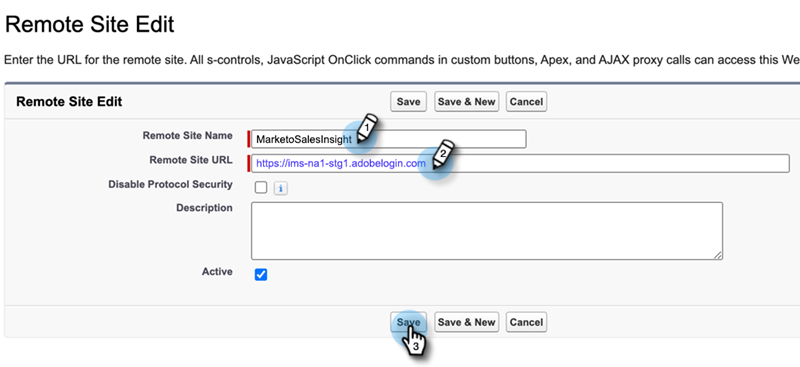 Remote Site Edit
Enter the URL for the remote site. All s-controls, JavaScript OnClick commands in custom buttons, Apex, and AJAX proxy calls can access this We
Remote Site Edit Save Save & New Cancel
Remote Site Name MarketoSalesInsight 1
Remote Site URL https://ims-na1-stg1.adobelogin.com 2
Disable Protocol Security i
Description
Active
Save Save & New Cancel
3